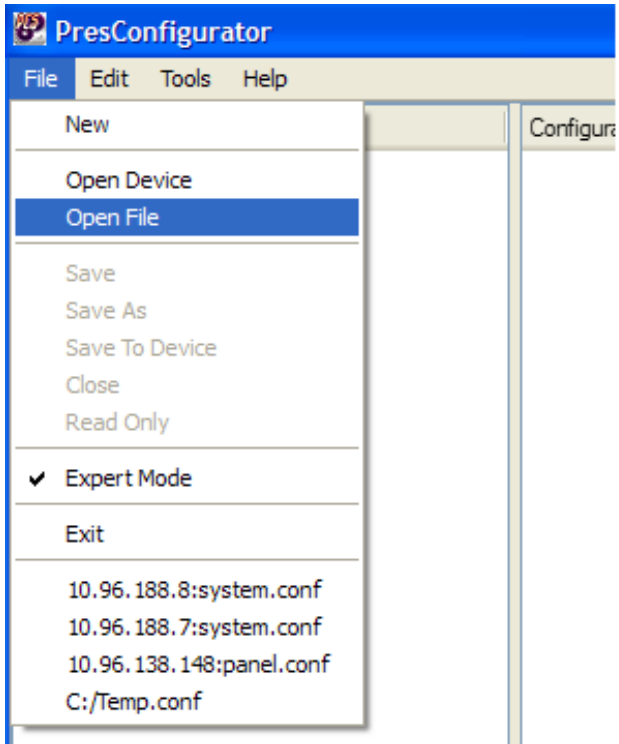 PresConfigurator
File Edit Tools Help
New
Configura
Open Device
Open File
Save
Save As
Save To Device
Close
Read Only
Expert Mode
Exit
10.96.188.8:system.conf
10.96.188.7:system.conf
10.96.138.148:panel.conf
C:/Temp.conf